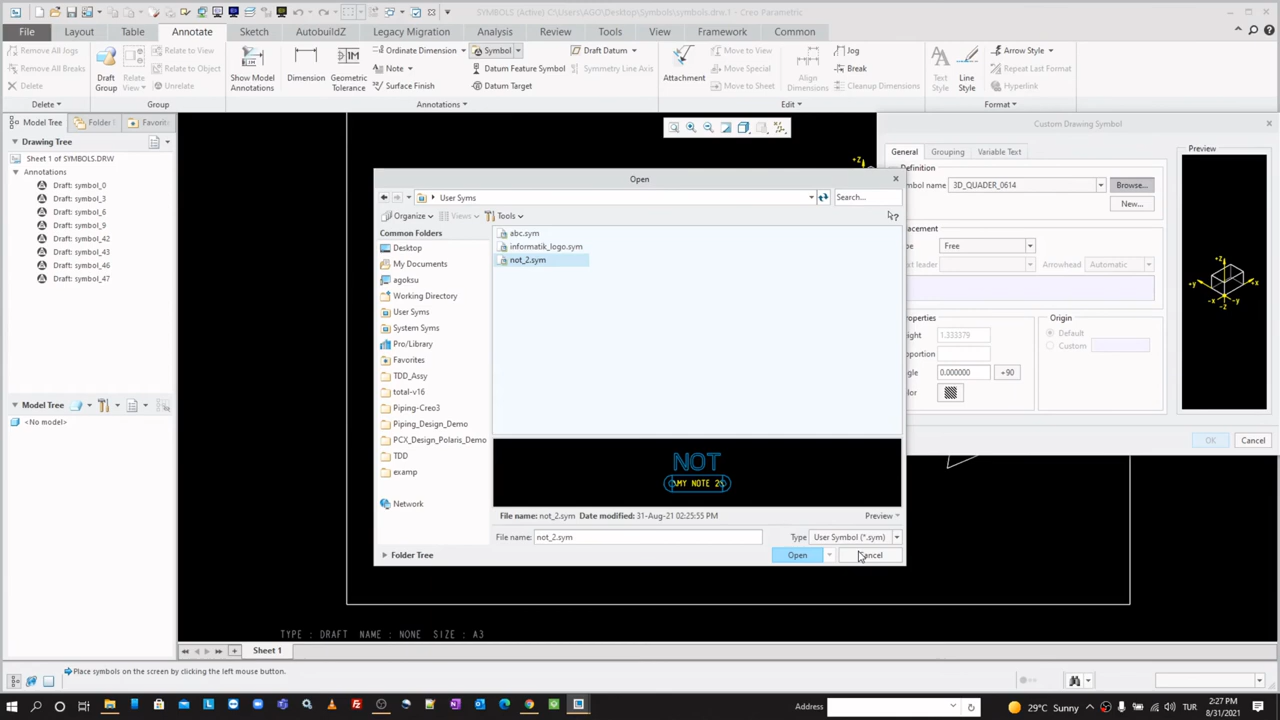 SYMBOLS (Active) C:\Users\AGO\Desktop\Symbols\symbols.drw.1 - Creo Parametric
File Layout Table Annotate Sketch AutobuildZ Legacy Migration Analysis Review Tools View Framework Common
Remove All Jogs
Remove All Breaks
Delete
Delete
Draft Group
Relate View
Relate to View
Relate to Object
Unrelate
Group
Show Model Annotations
Dimension
Geometric Tolerance
Ordinate Dimension
Note
Surface Finish
Symbol
Datum Feature Symbol
Datum Target
Draft Datum
Symmetry Line Axis
Annotations
Attachment
Move to View
Move Special
Move to Sheet
Align Dimensions
Jog
Break
Cleanup Dimensions
Edit
Text Style
Line Style
Arrow Style
Repeat Last Format
Hyperlink
Format
Model Tree Folder Favorite
Drawing Tree
Sheet 1 of SYMBOLS.DRW
Annotations
Draft: symbol_0
Draft: symbol_3
Draft: symbol_6
Draft: symbol_9
Draft: symbol_42
Draft: symbol_43
Draft: symbol_46
Draft: symbol_47
Model Tree
<No model>
Open
User Syms
Search...
Organize Views Tools
Common Folders
Desktop
My Documents
agoksu
Working Directory
User Syms
System Syms
Pro/Library
Favorites
TDD_Assy
total-v16
Piping-Creo3
Piping_Design_Demo
PCX_Design_Polaris_Demo
TDD
examp
Network
Folder Tree
abc.sym
informatik_logo.sym
not_2.sym
NOT
MY NOTE 2
File name: not_2.sym Date modified: 31-Aug-21 02:25:55 PM
Preview
File name: not_2.sym
Type User Symbol (*.sym)
Open
Custom Drawing Symbol
General Grouping Variable Text
Definition
3D_QUADER_0614
Browse...
New...
Free
Arrowhead Automatic
1.333379
0.000000
+90
Origin
Default
Custom
Preview
+z
-y
+x
-x
-y
-z
OK
Cancel
+z
TYPE : DRAFT NAME : NONE SIZE : A3
Sheet 1
Place symbols on the screen by clicking the left mouse button.
Address
29°C Sunny
TÜV
2:27 PM
8/31/2021